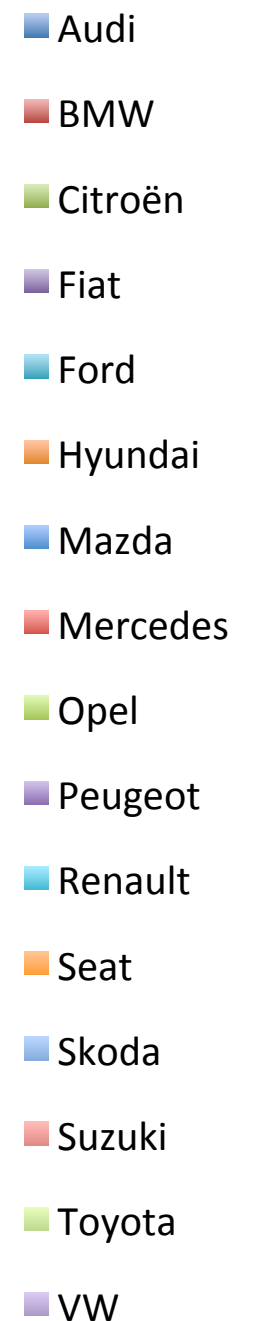 Audi
BMW
Citroën
Fiat
Ford
Hyundai
Mazda
Mercedes
Opel
Peugeot
Renault
Seat
Skoda
Suzuki
Toyota
VW